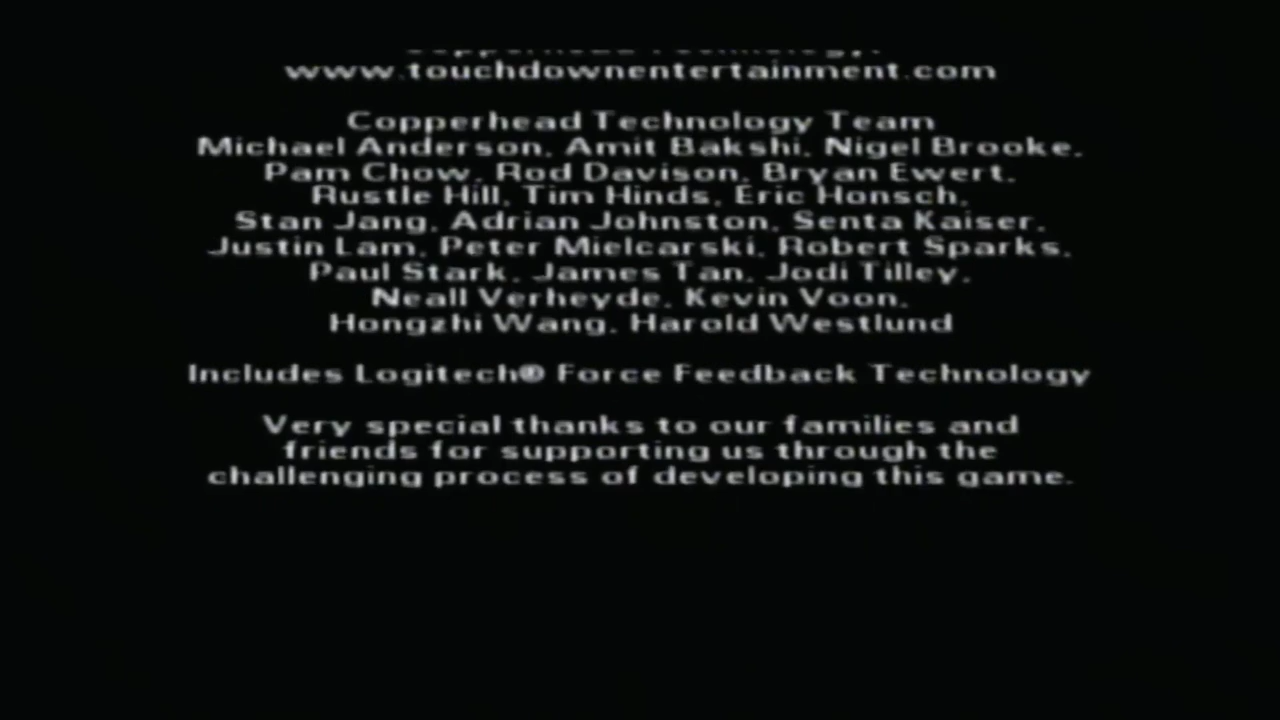 www.touchdownentertainment.com
Copperhead Technology Team
Michael Anderson, Amit Bakshi, Nigel Brooke,
Pam Chow, Rod Davison, Bryan Ewert,
Rustle Hill, Tim Hinds, Eric Honsch,
Stan Jang, Adrian Johnston, Senta Kaiser,
Justin Lam, Peter Mielcarski, Robert Sparks,
Paul Stark, James Tan, Jodi Tilley,
Neall Verheyde, Kevin Voon,
Hongzhi Wang, Harold Westlund
Includes Logitech® Force Feedback Technology
Very special thanks to our families and
friends for supporting us through the
challenging process of developing this game.